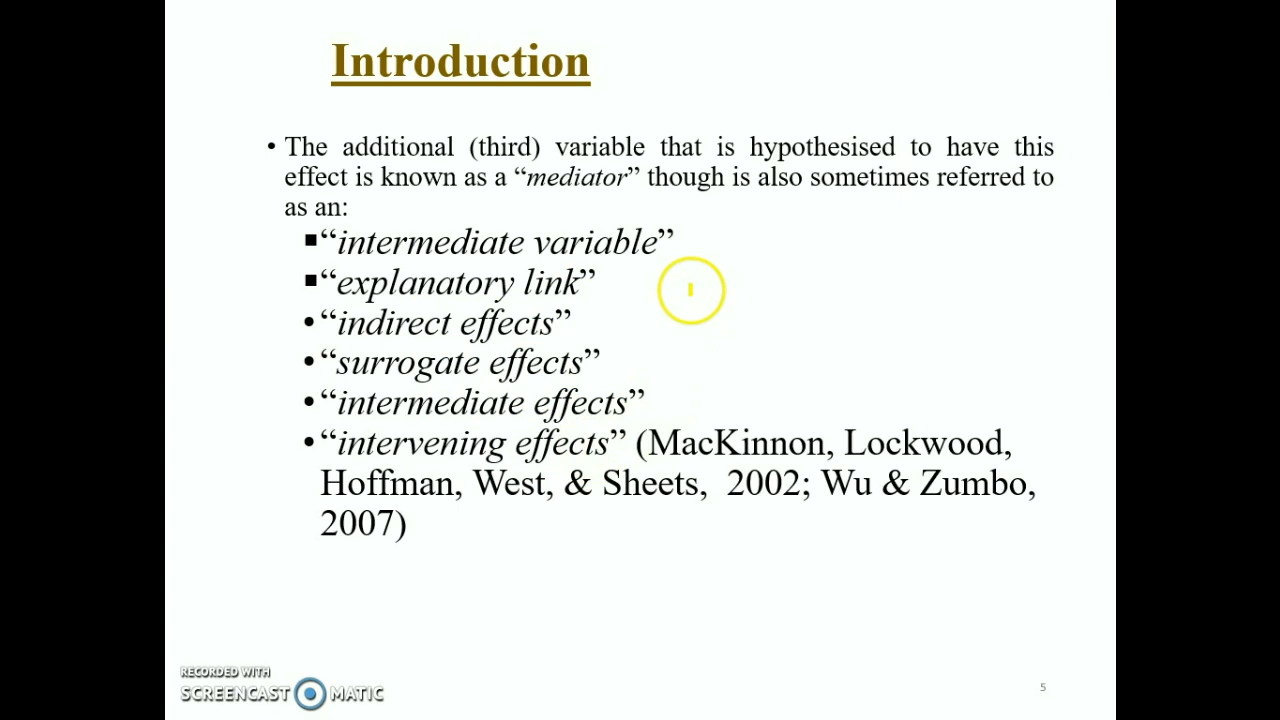 Introduction
• The additional (third) variable that is hypothesised to have this
effect is known as a “mediator” though is also sometimes referred to
as an:
▪“intermediate variable”
▪“explanatory link”
•“indirect effects”
•“surrogate effects”
•“intermediate effects”
•“intervening effects” (MacKinnon, Lockwood,
Hoffman, West, & Sheets, 2002; Wu & Zumbo,
2007)
RECORDED WITH
SCREENCAST MATIC
5